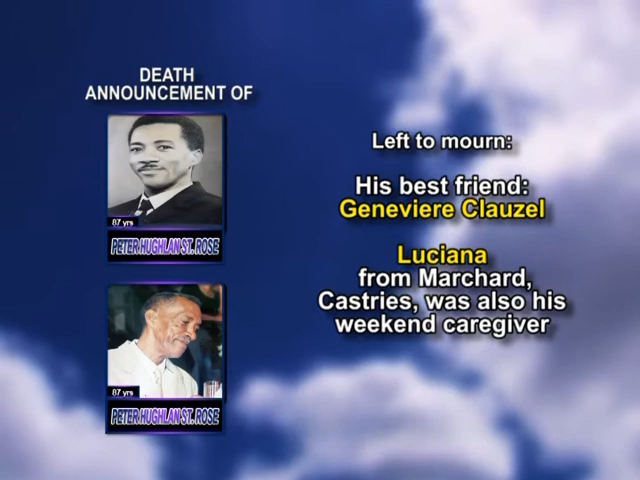 DEATH
ANNOUNCEMENT OF
87 yrs
PETER HUGHLAN ST. ROSE
87 yrs
PETER HUGHLAN ST. ROSE
Left to mourn:
His best friend:
Geneviere Clauzel
Luciana
from Marchard,
Castries, was also his
weekend caregiver